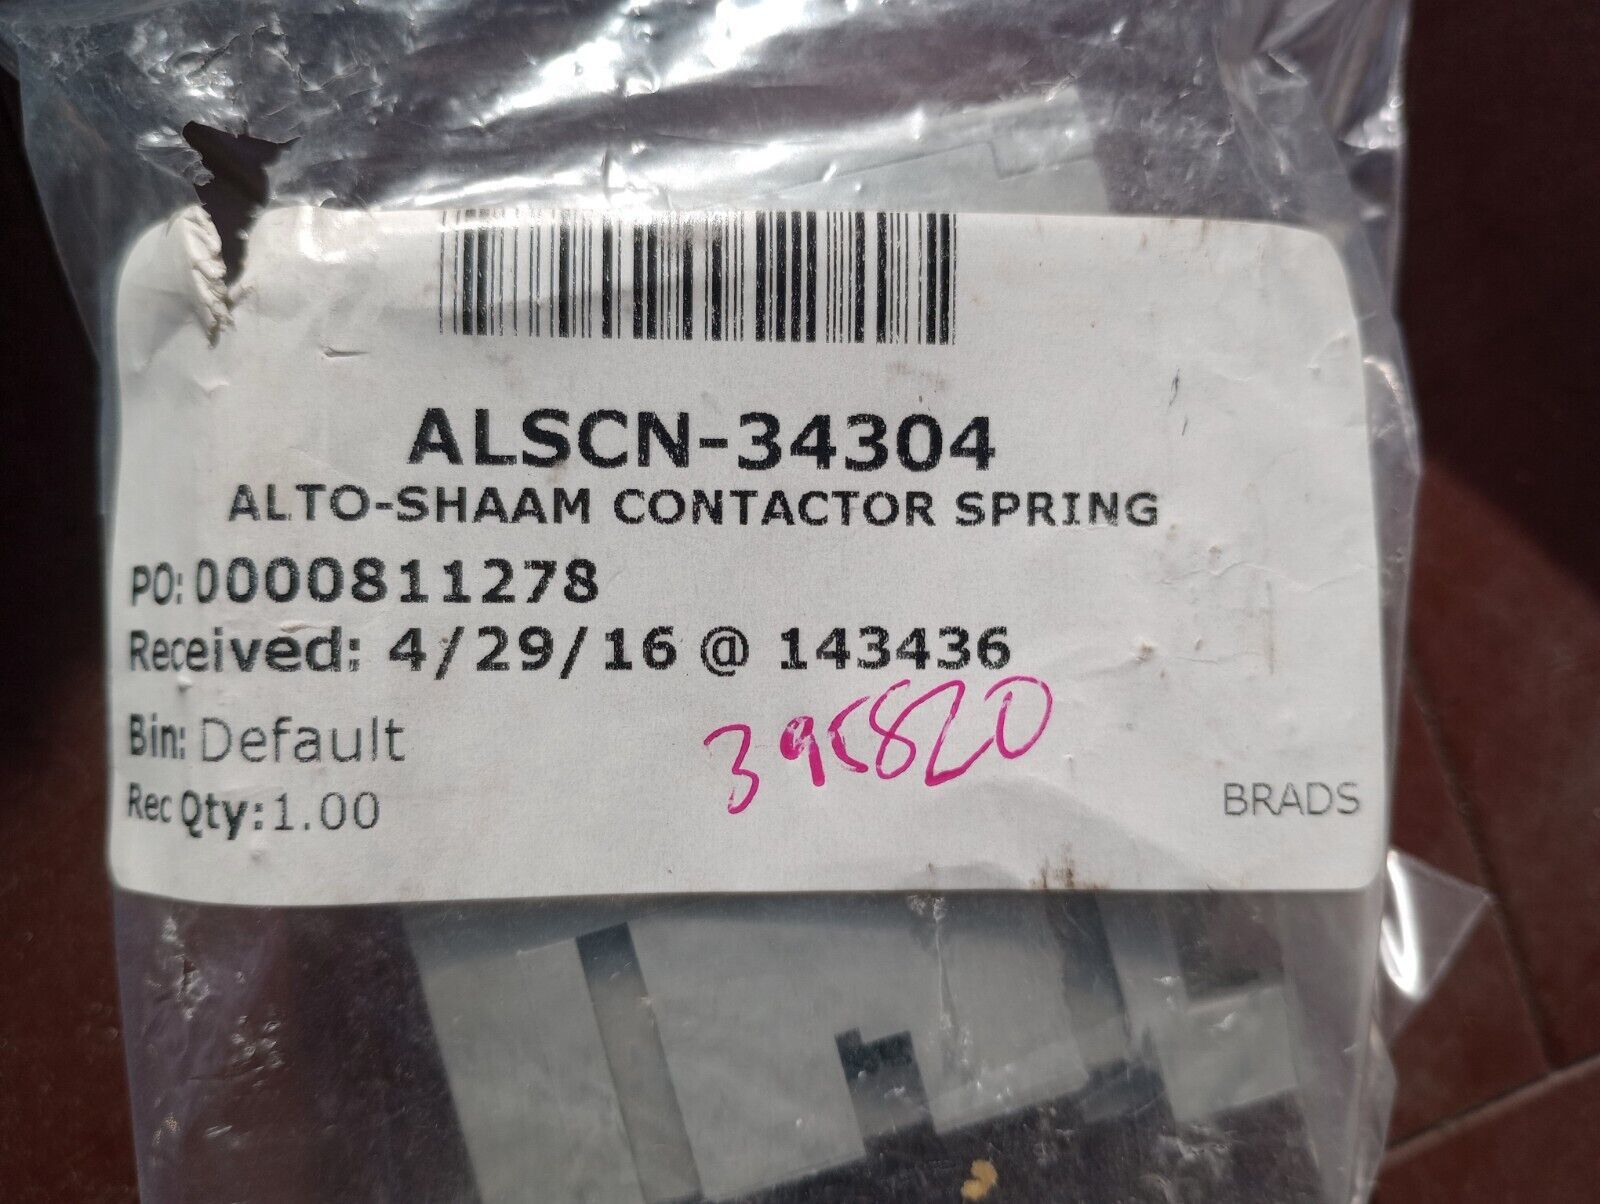 ALSCN-34304
ALTO-SHAAM CONTACTOR SPRING
PO: 0000811278
Received: 4/29/16 @ 143436
Bin: Default
395820
Rec Qty: 1.00
BRADS